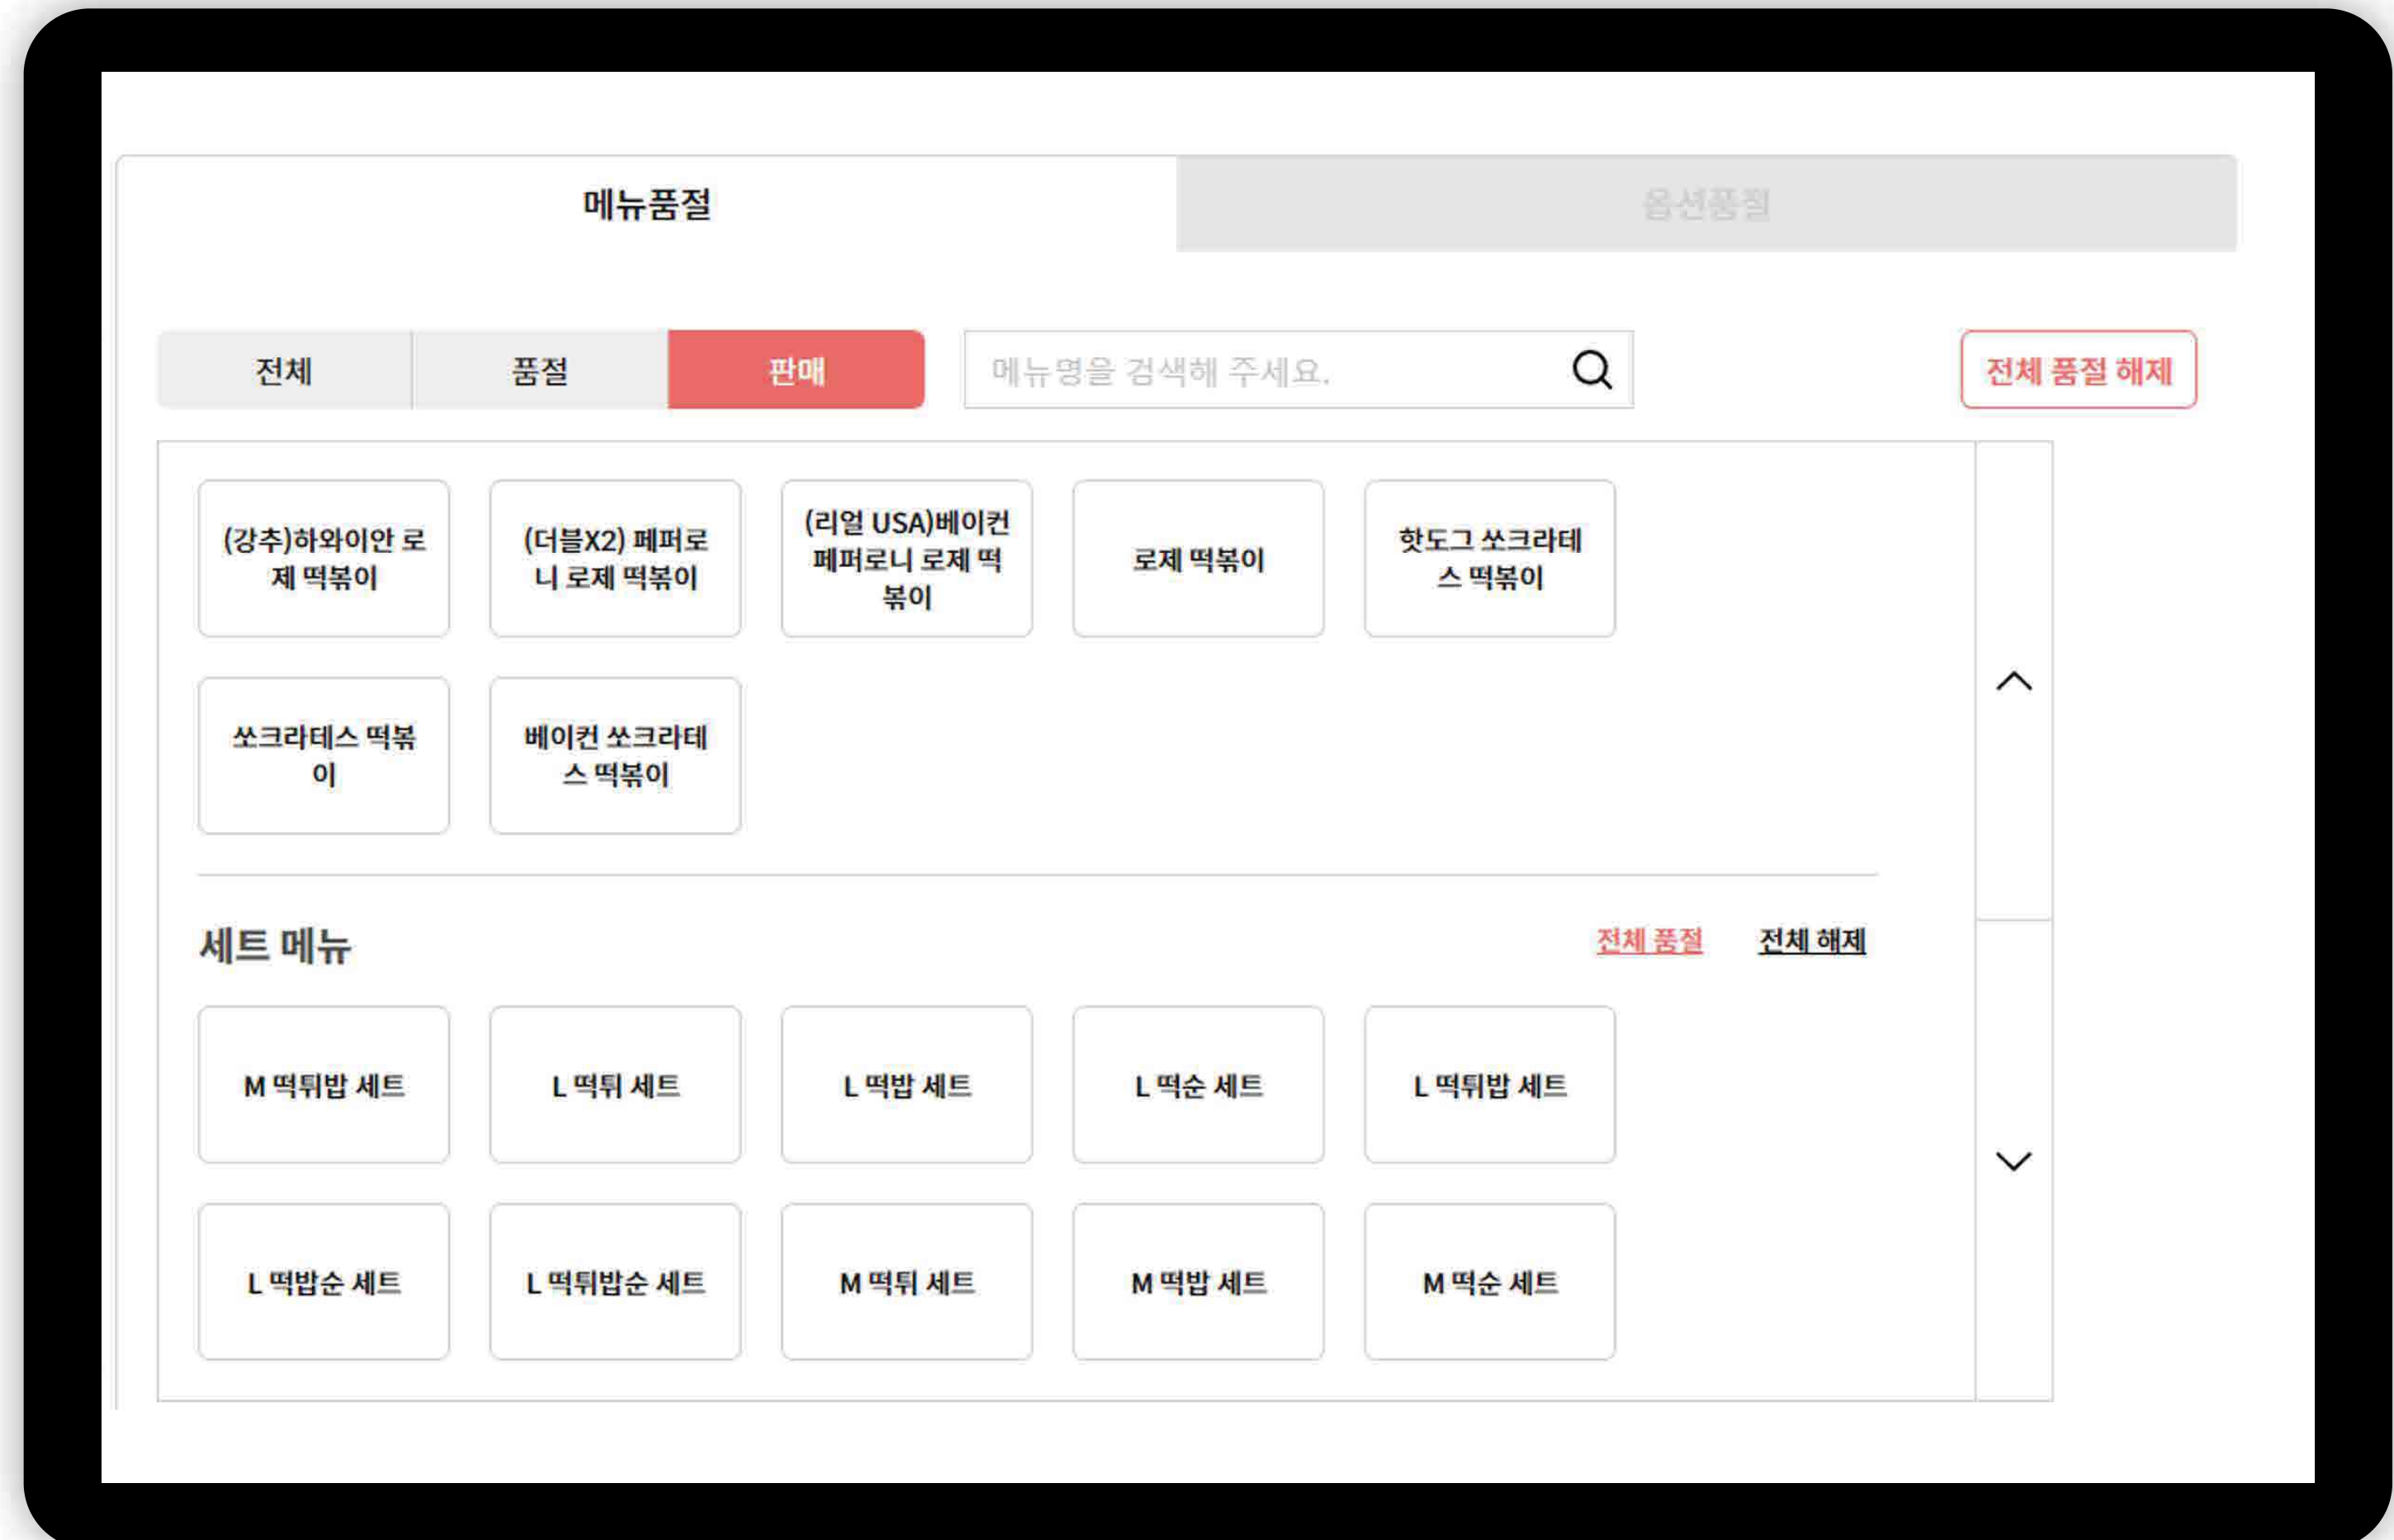 메뉴품절
옵션품절
전체
품절
판매
메뉴명을 검색해 주세요.
전체 품절 해제
(강추)하와이안 로
제 떡볶이
(더블X2) 페퍼로
니 로제 떡볶이
(리얼 USA)베이컨
페퍼로니 로제 떡
볶이
로제 떡볶이
핫도그 쏘크라테
스 떡볶이
쏘크라테스 떡볶
이
베이컨 쏘크라테
스 떡볶이
세트 메뉴
전체 품절
전체 해제
M 떡튀밥 세트
L 떡튀 세트
L 떡밥 세트
L 떡순 세트
L 떡튀밥 세트
L 떡밥순 세트
L 떡튀밥순 세트
M 떡튀 세트
M 떡밥 세트
M 떡순 세트